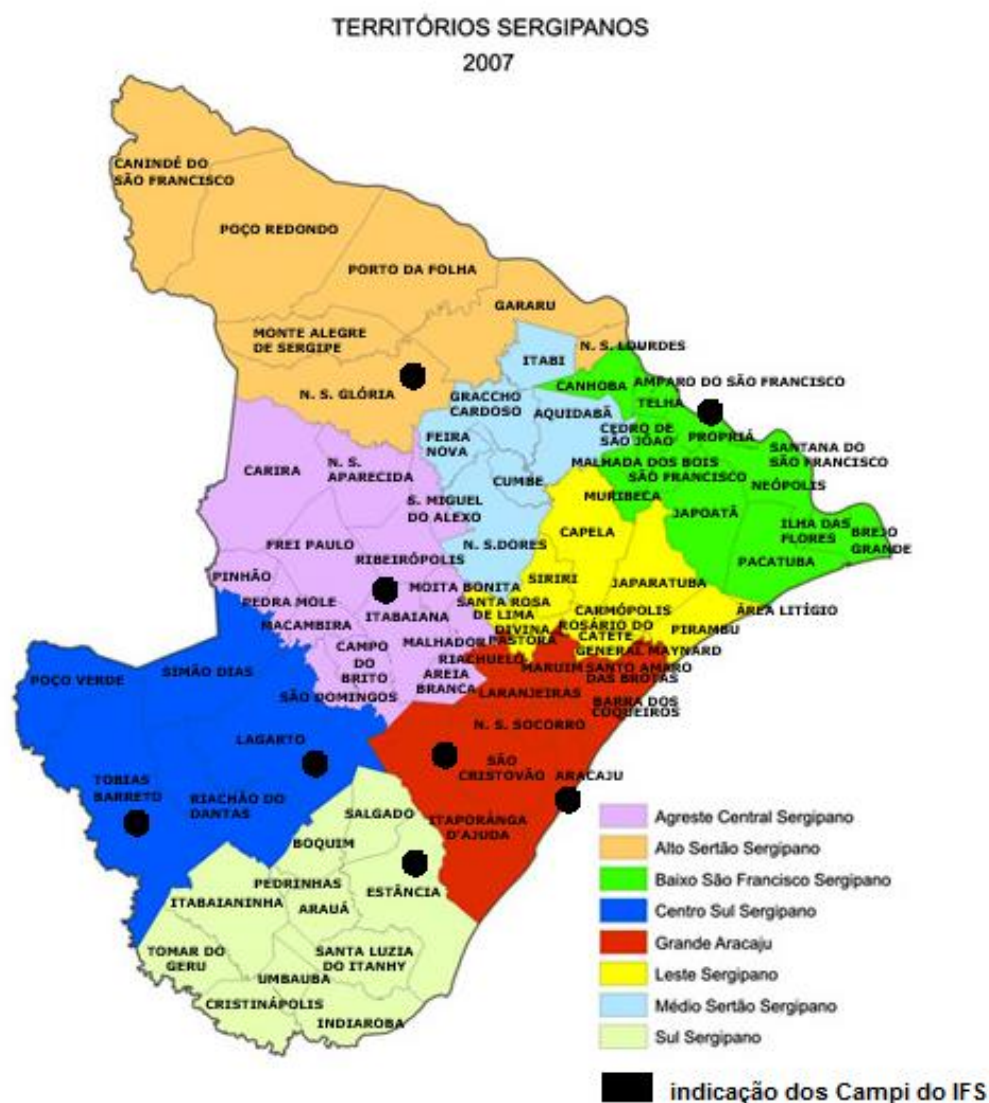 TERRITÓRIOS SERGIPANOS
2007
CANINDÉ DO
SÃO FRANCISCO
POÇO REDONDO
PORTO DA FOLHA
GARARU
MONTE ALEGRE
DE SERGIPE
N. S. LOURDES
ITABI
N. S. GLÓRIA
CANHOBA
AMPARO DO SÃO FRANCISCO
GRACCHO
CARDOSO
AQUIDABÃ
TELHA
FEIRA
NOVA
CEDRO DE
SÃO JOÃO
PROPRIÁ
SANTANA DO
SÃO FRANCISCO
CARIRA
N. S.
APARECIDA
MALHADA DOS BOIS
SÃO FRANCISCO
CUMBE
NEÓPOLIS
S. MIGUEL
DO ALEXO
MURIBECA
JAPOATÃ
ILHA DAS
FLORES
BREJO
GRANDE
CAPELA
FREI PAULO
N. S.DORES
RIBEIRÓPOLIS
PACATUBA
PINHÃO
MOITA BONITA
SIRIRI
JAPARATUBA
PEDRA MOLE
SANTA ROSA
DE LIMA
ITABAIANA
CARMÓPOLIS
ÁREA LITÍGIO
MACAMBIRA
DIVINA
PASTORA
ROSÁRIO DO
CATETE
PIRAMBU
MALHADOR
GENERAL MAYNARD
CAMPO
DO
BRITO
RIACHUELO
MARUIM
SANTO AMARO
DAS BROTAS
SIMÃO DIAS
POÇO VERDE
AREIA
BRANCA
SÃO DOMINGOS
LARANJEIRAS
BARRA DOS
COQUEIROS
N. S. SOCORRO
LAGARTO
SÃO
CRISTOVÃO
ARACAJU
TOBIAS
BARRETO
RIACHÃO DO
DANTAS
SALGADO
ITAPORÂNGA
D'AJUDA
BOQUIM
PEDRINHAS
ESTÂNCIA
ITABAIANINHA
ARAUÁ
TOMAR DO
GERU
SANTA LUZIA
DO ITANHY
UMBAUBÁ
CRISTINÁPOLIS
INDIAROBA
Agreste Central Sergipano
Alto Sertão Sergipano
Baixo São Francisco Sergipano
Centro Sul Sergipano
Grande Aracaju
Leste Sergipano
Médio Sertão Sergipano
Sul Sergipano
indicação dos Campi do IFS